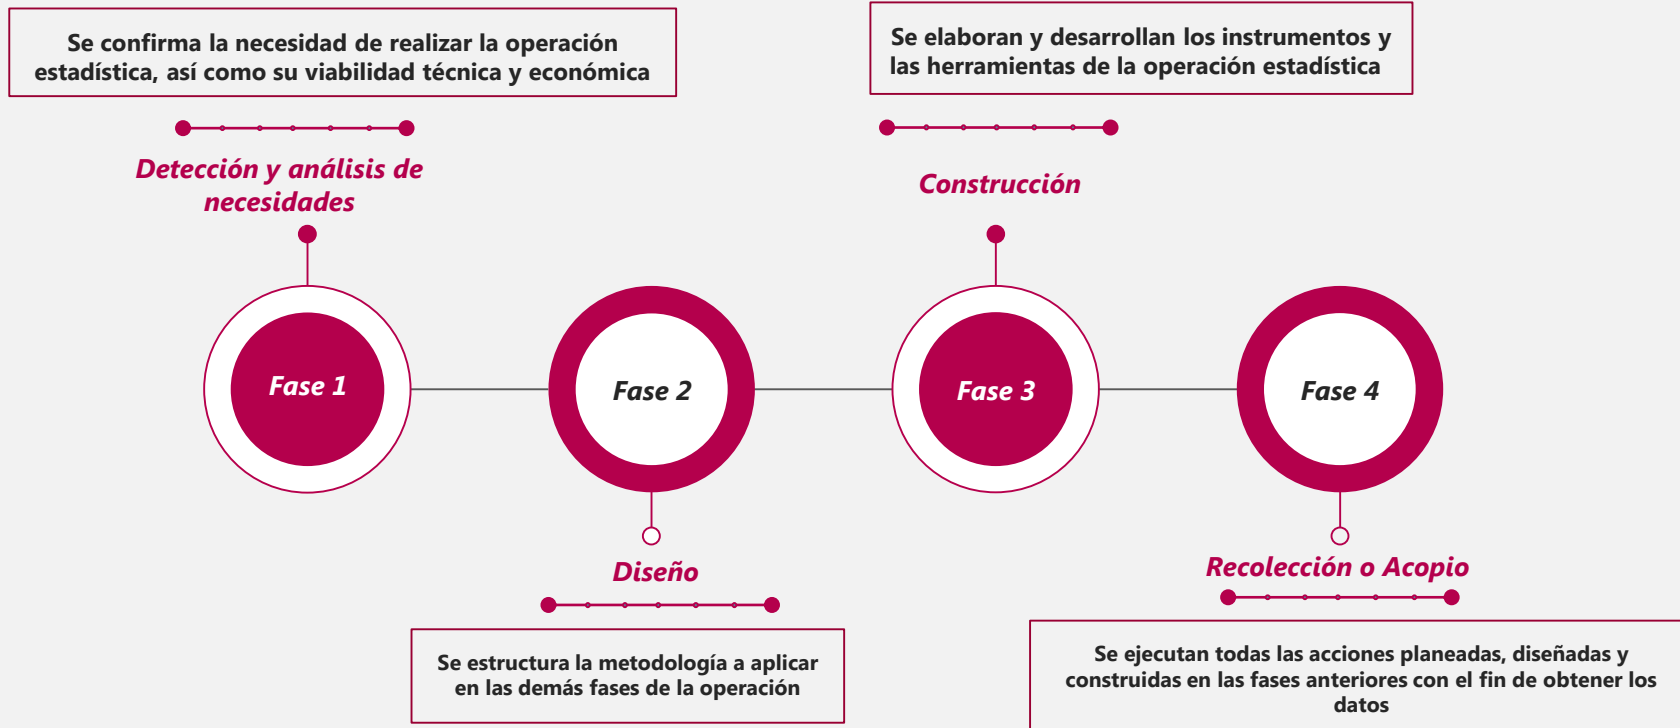 Se confirma la necesidad de realizar la operación
estadística, así como su viabilidad técnica y económica
Detección y análisis de
necesidades
Fase 1
Fase 2
Diseño
Se estructura la metodología a aplicar
en las demás fases de la operación
Se elaboran y desarrollan los instrumentos y
las herramientas de la operación estadística
Construcción
Fase 3
Fase 4
Recolección o Acopio
Se ejecutan todas las acciones planeadas, diseñadas y
construidas en las fases anteriores con el fin de obtener los
datos